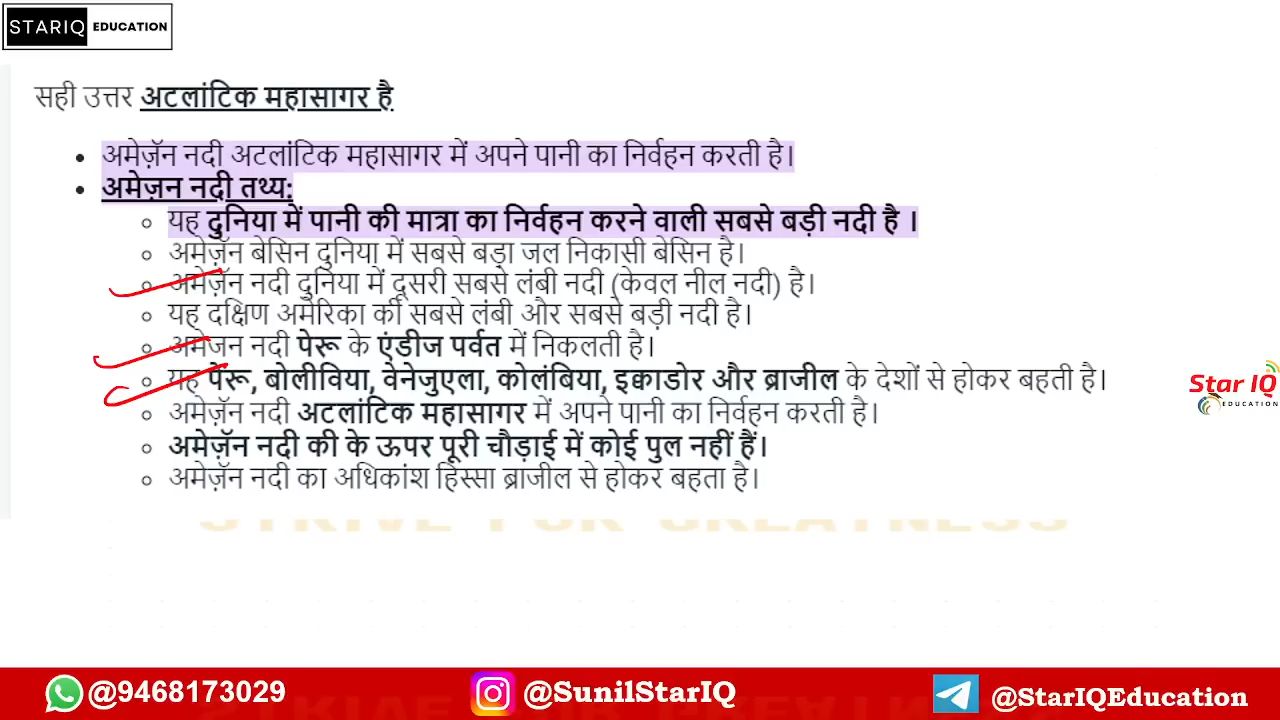 STARIQ EDUCATION
सही उत्तर अटलांटिक महासागर है
• अमेज़ॅन नदी अटलांटिक महासागर में अपने पानी का निर्वहन करती है।
• अमेज़न नदी तथ्य:
यह दुनिया में पानी की मात्रा का निर्वहन करने वाली सबसे बड़ी नदी है ।
अमेज़ॅन बेसिन दुनिया में सबसे बड़ा जल निकासी बेसिन है।
अमेज़ॅन नदी दुनिया में दूसरी सबसे लंबी नदी (केवल नील नदी) है।
यह दक्षिण अमेरिका की सबसे लंबी और सबसे बड़ी नदी है।
अमेजन नदी पेरू के एंडीज पर्वत में निकलती है।
यह पेरू, बोलीविया, वेनेजुएला, कोलंबिया, इक्वाडोर और ब्राजील के देशों से होकर बहती है।
Star IQ
EDUCATION
अमेज़ॅन नदी अटलांटिक महासागर में अपने पानी का निर्वहन करती है।
अमेज़ॅन नदी की के ऊपर पूरी चौड़ाई में कोई पुल नहीं हैं।
अमेज़ॅन नदी का अधिकांश हिस्सा ब्राजील से होकर बहता है।
STRIVE FOR GREATNESS
@9468173029 @SunilStarIQ @StarIQEducation